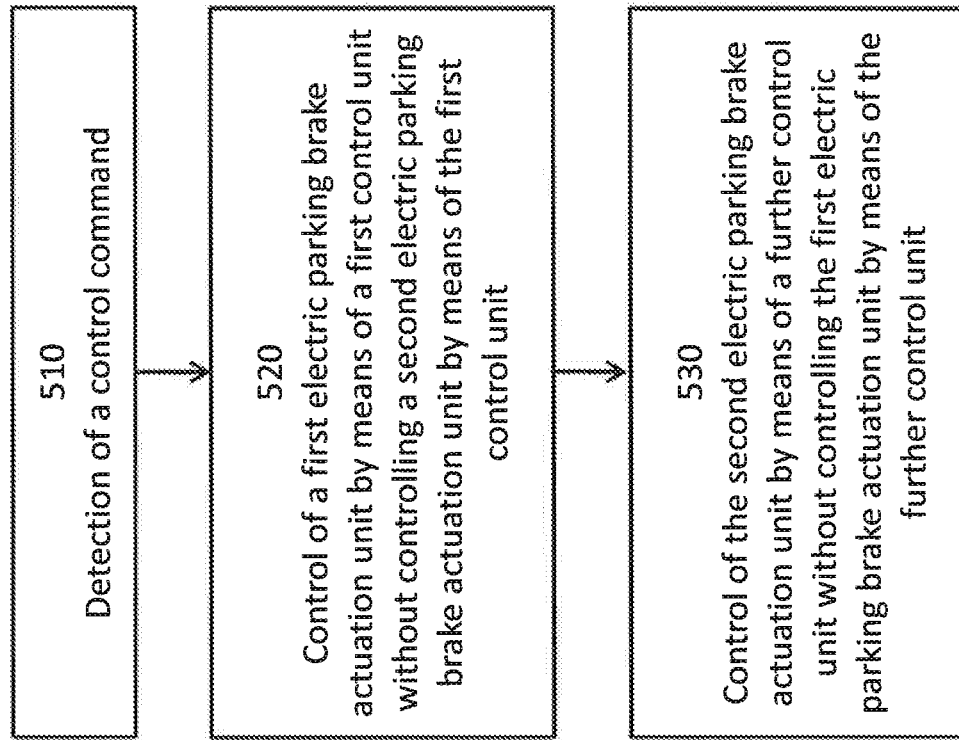 510
Detection of a control command
520
Control of a first electric parking brake
actuation unit by means of a first control unit
without controlling a second electric parking
brake actuation unit by means of the first
control unit
530
Control of the second electric parking brake
actuation unit by means of a further control
unit without controlling the first electric
parking brake actuation unit by means of the
further control unit